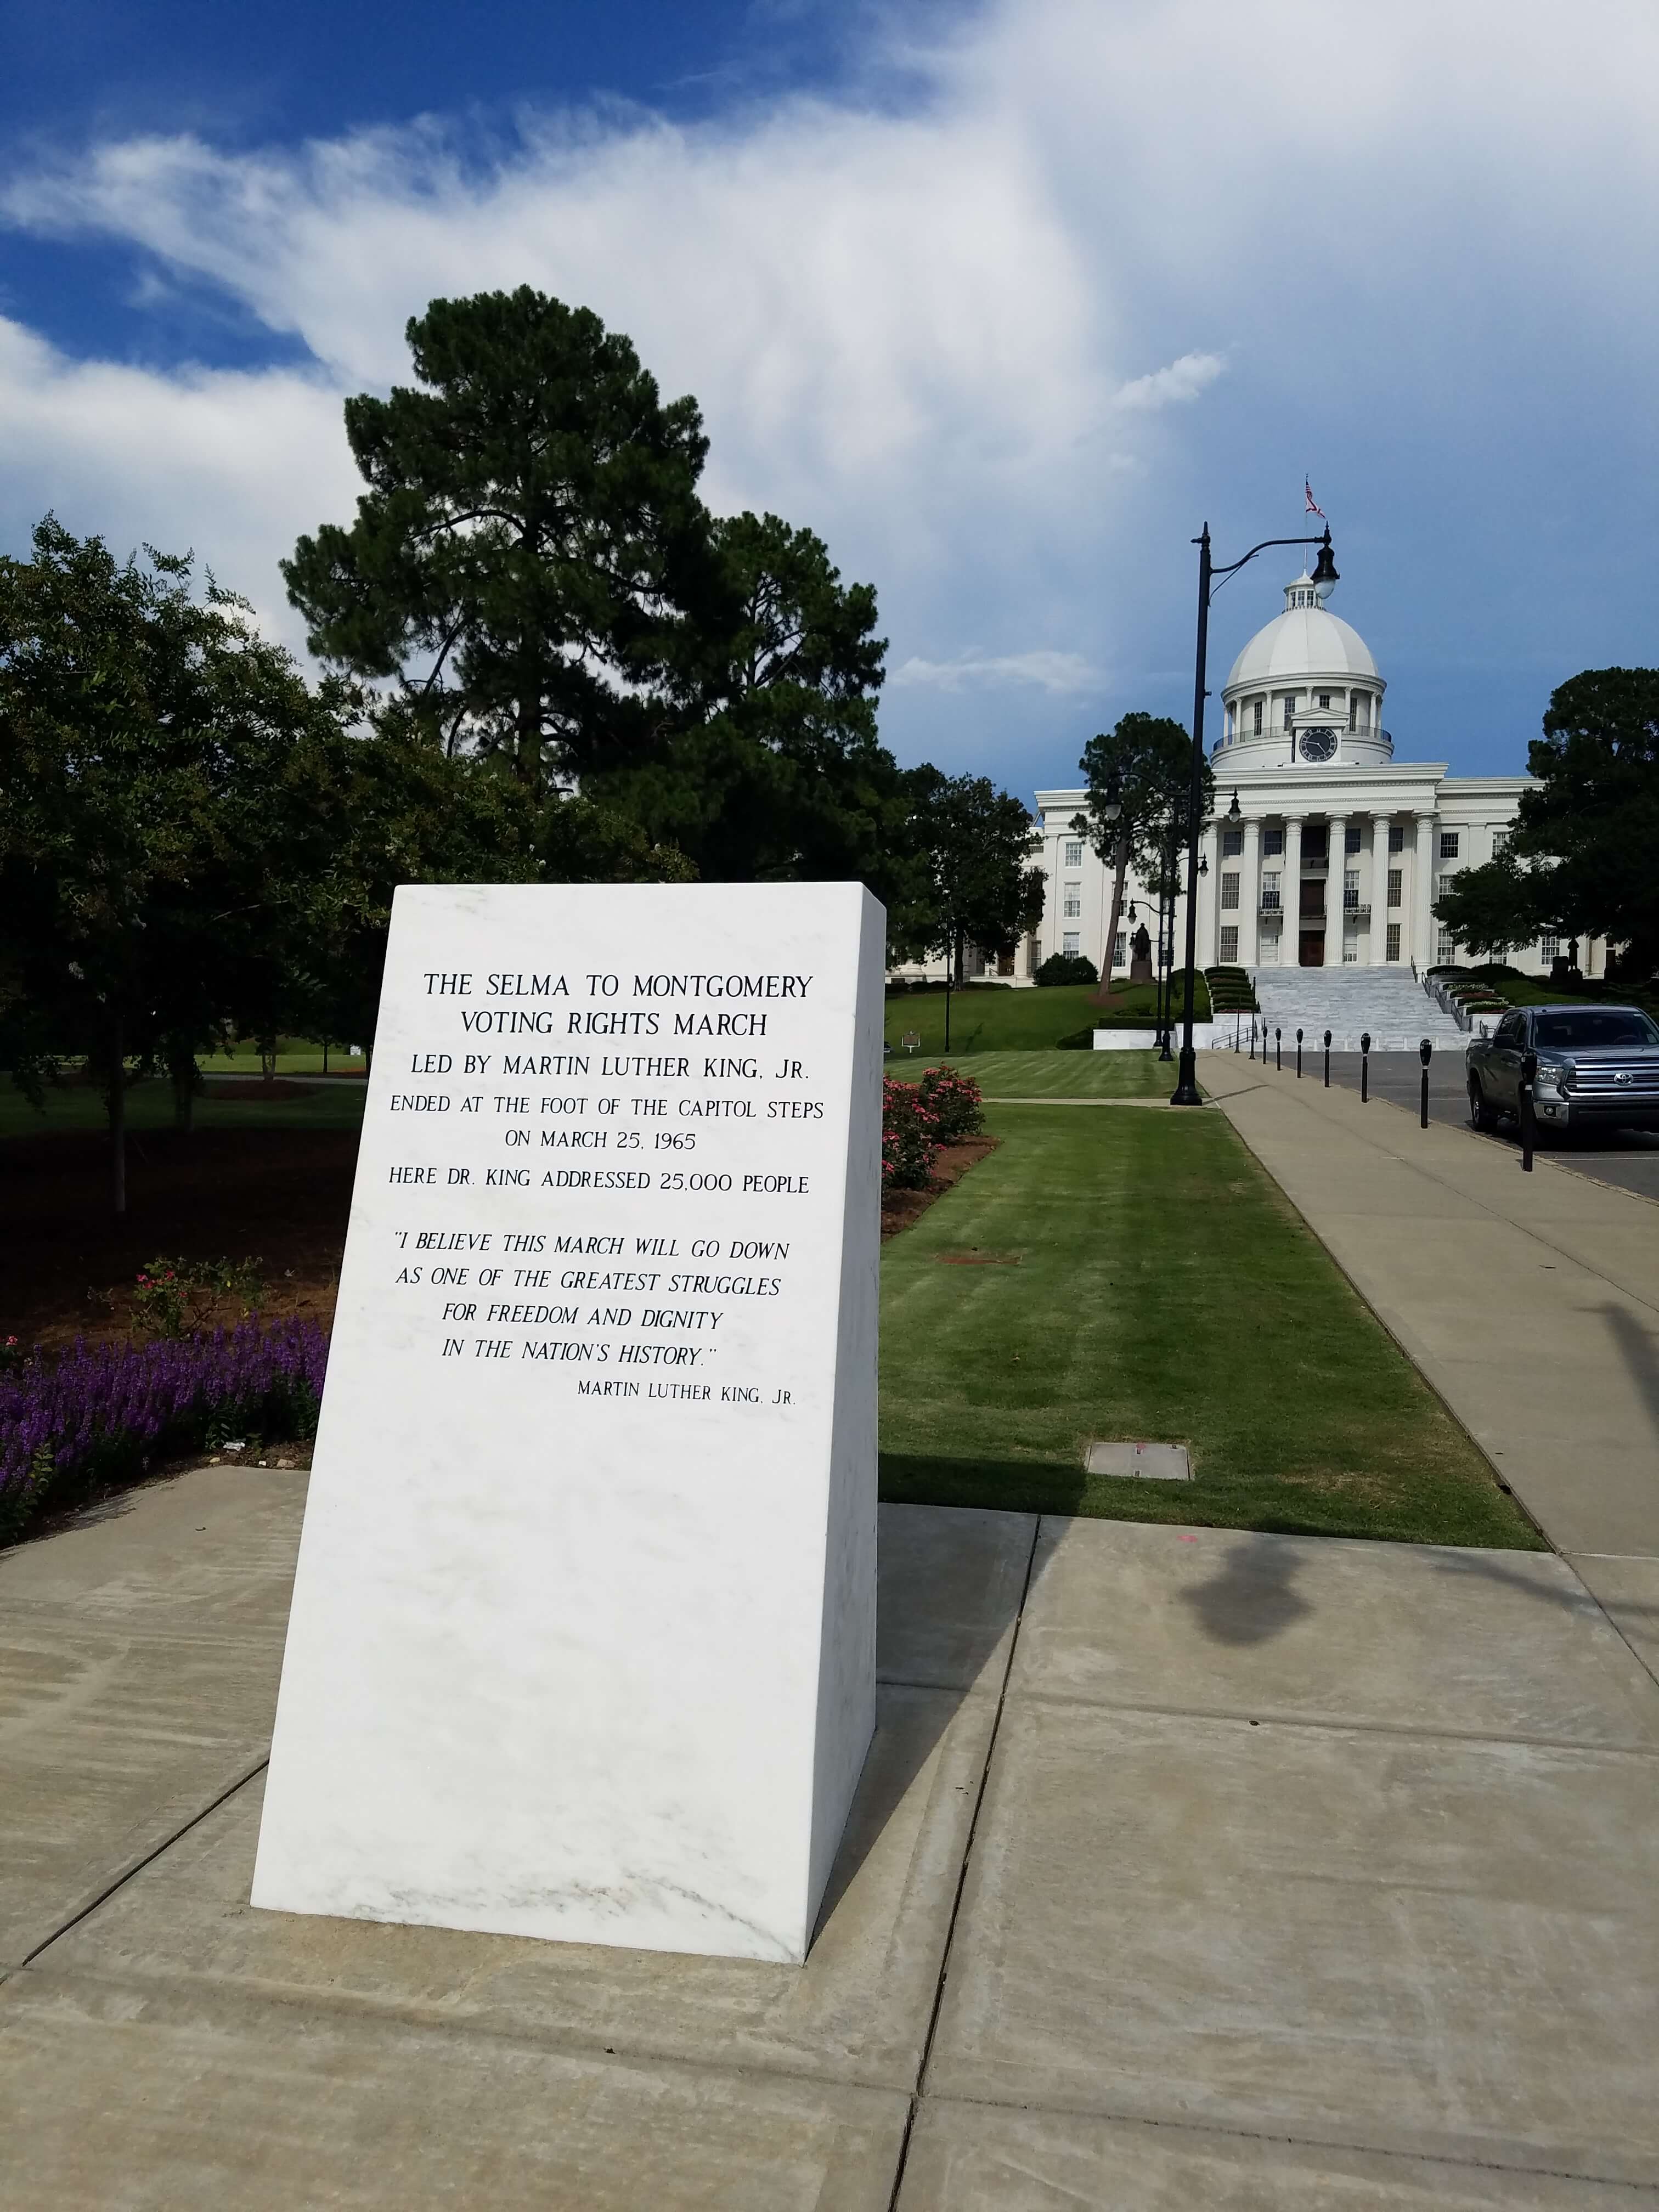 THE SELMA TO MONTGOMERY
VOTING RIGHTS MARCH
LED BY MARTIN LUTHER KING, JR.
ENDED AT THE FOOT OF THE CAPITOL STEPS
ON MARCH 25, 1965
HERE DR. KING ADDRESSED 25,000 PEOPLE
"I BELIEVE THIS MARCH WILL GO DOWN
AS ONE OF THE GREATEST STRUGGLES
FOR FREEDOM AND DIGNITY
IN THE NATION'S HISTORY."
MARTIN LUTHER KING, JR.